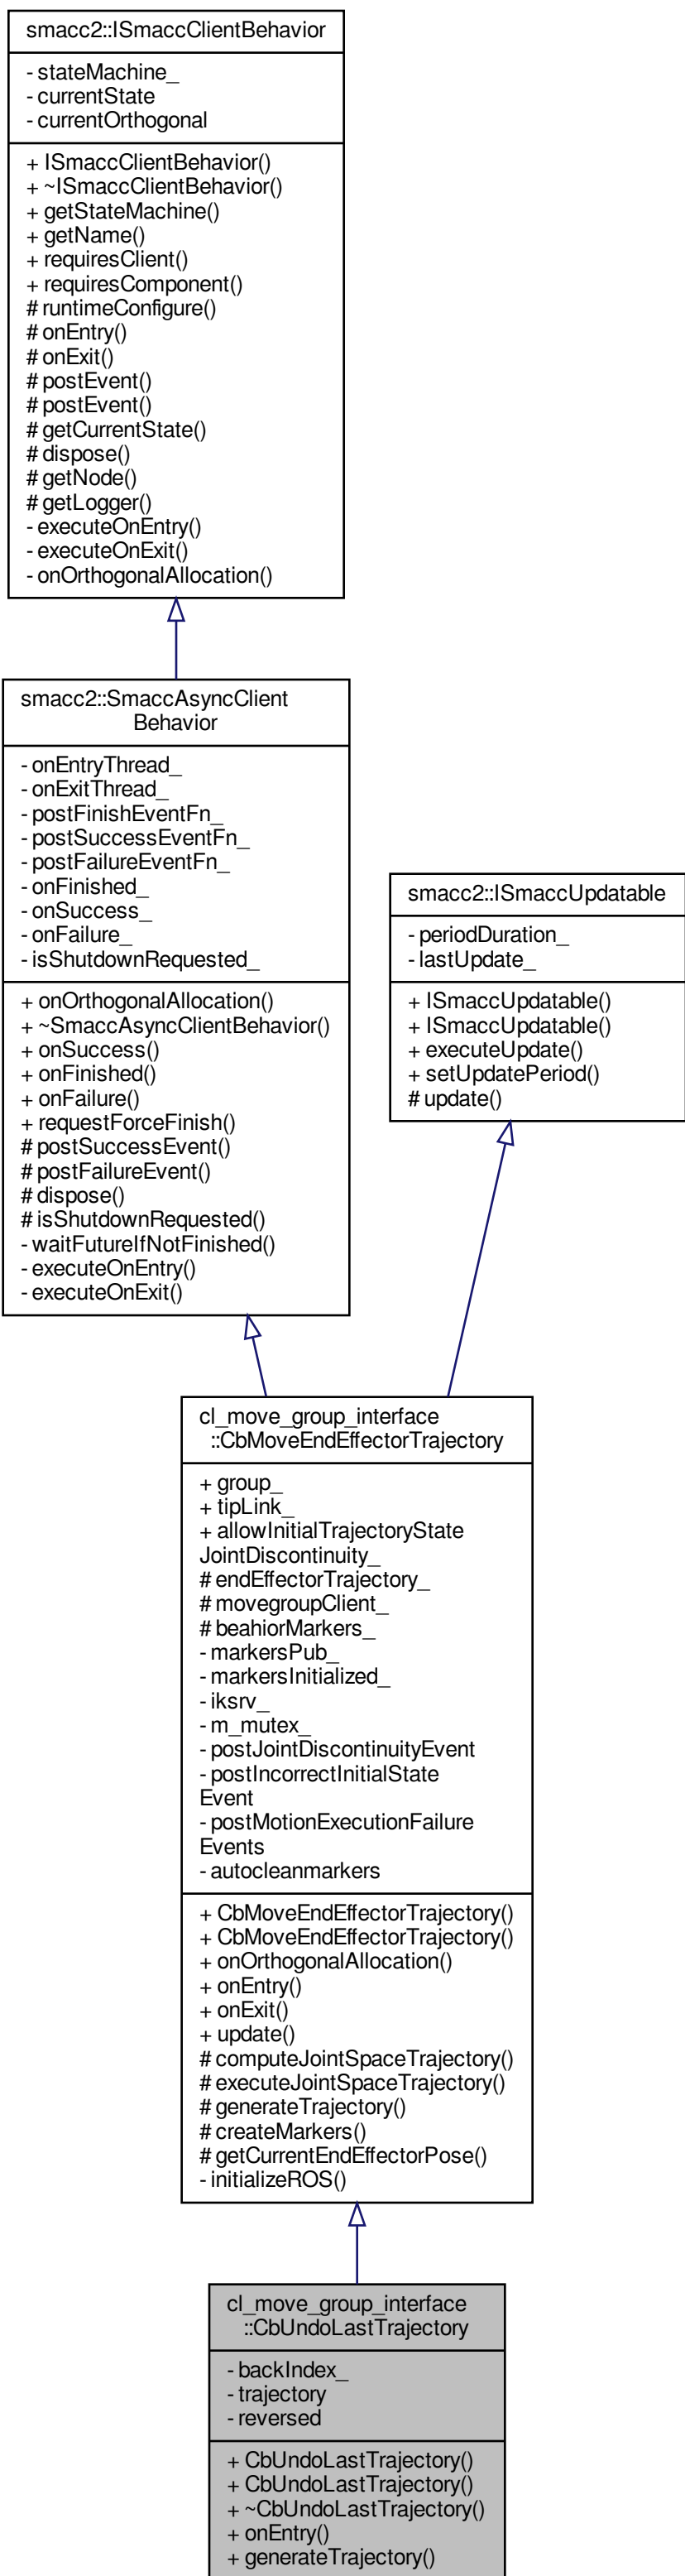 smacc2::ISmaccClientBehavior
- stateMachine_
- currentState
- currentOrthogonal
+ ISmaccClientBehavior()
+ ~ISmaccClientBehavior()
+ getStateMachine()
+ getName()
+ requiresClient()
+ requiresComponent()
# runtimeConfigure()
# onEntry()
# onExit()
# postEvent()
# postEvent()
# getCurrentState()
# dispose()
# getNode()
# getLogger()
- executeOnEntry()
- executeOnExit()
- onOrthogonalAllocation()
smacc2::SmaccAsyncClient
Behavior
- onEntryThread_
- onExitThread_
- postFinishEventFn_
- postSuccessEventFn_
- postFailureEventFn_
- onFinished_
- onSuccess_
- onFailure_
- isShutdownRequested_
+ onOrthogonalAllocation()
+ ~SmaccAsyncClientBehavior()
+ onSuccess()
+ onFinished()
+ onFailure()
+ requestForceFinish()
# postSuccessEvent()
# postFailureEvent()
# dispose()
# isShutdownRequested()
- waitFutureIfNotFinished()
- executeOnEntry()
- executeOnExit()
smacc2::ISmaccUpdatable
- periodDuration_
- lastUpdate_
+ ISmaccUpdatable()
+ ISmaccUpdatable()
+ executeUpdate()
+ setUpdatePeriod()
# update()
cl_move_group_interface
::CbMoveEndEffectorTrajectory
+ group_
+ tipLink_
+ allowInitialTrajectoryState
JointDiscontinuity_
# endEffectorTrajectory_
# movegroupClient_
# beahiorMarkers_
- markersPub_
- markersInitialized_
- iksrv_
- m_mutex_
- postJointDiscontinuityEvent
- postIncorrectInitialState
Event
- postMotionExecutionFailure
Events
- autocleanmarkers
+ CbMoveEndEffectorTrajectory()
+ CbMoveEndEffectorTrajectory()
+ onOrthogonalAllocation()
+ onEntry()
+ onExit()
+ update()
# computeJointSpaceTrajectory()
# executeJointSpaceTrajectory()
# generateTrajectory()
# createMarkers()
# getCurrentEndEffectorPose()
- initializeROS()
cl_move_group_interface
::CbUndoLastTrajectory
- backIndex_
- trajectory
- reversed
+ CbUndoLastTrajectory()
+ CbUndoLastTrajectory()
+ ~CbUndoLastTrajectory()
+ onEntry()
+ generateTrajectory()